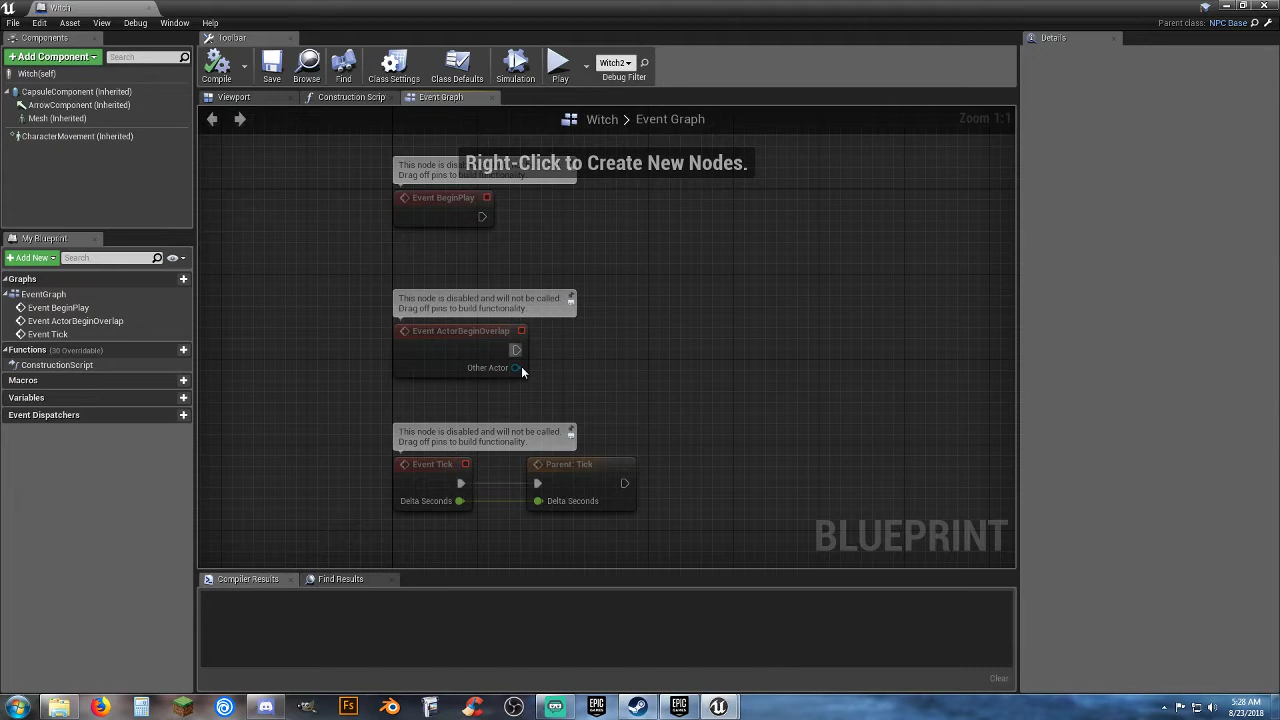 Witch
File Edit Asset View Debug Window Help
Parent class: NPC Base
Components
Toolbar
Details
Add Component
Search
Compile
Save
Browse
Find
Class Settings
Class Defaults
Simulation
Play
Witch2
Debug Filter
Witch(self)
CapsuleComponent (Inherited)
ArrowComponent (Inherited)
Mesh (Inherited)
CharacterMovement (Inherited)
Viewport
Construction Scrip
Event Graph
Witch > Event Graph
Zoom 1:1
Right-Click to Create New Nodes.
This node is disa
Drag off pins to build functionality.
Event BeginPlay
My Blueprint
Add New
Search
Graphs
EventGraph
Event BeginPlay
Event ActorBeginOverlap
Event Tick
Functions (30 Overridable)
ConstructionScript
Macros
Variables
Event Dispatchers
This node is disabled and will not be called.
Drag off pins to build functionality.
Event ActorBeginOverlap
Other Actor
This node is disabled and will not be called.
Drag off pins to build functionality.
Event Tick
Parent: Tick
Delta Seconds
Delta Seconds
BLUEPRINT
Compiler Results
Find Results
Clear
Fs
EPIC GAMES
EPIC GAMES
5:28 AM
8/23/2018